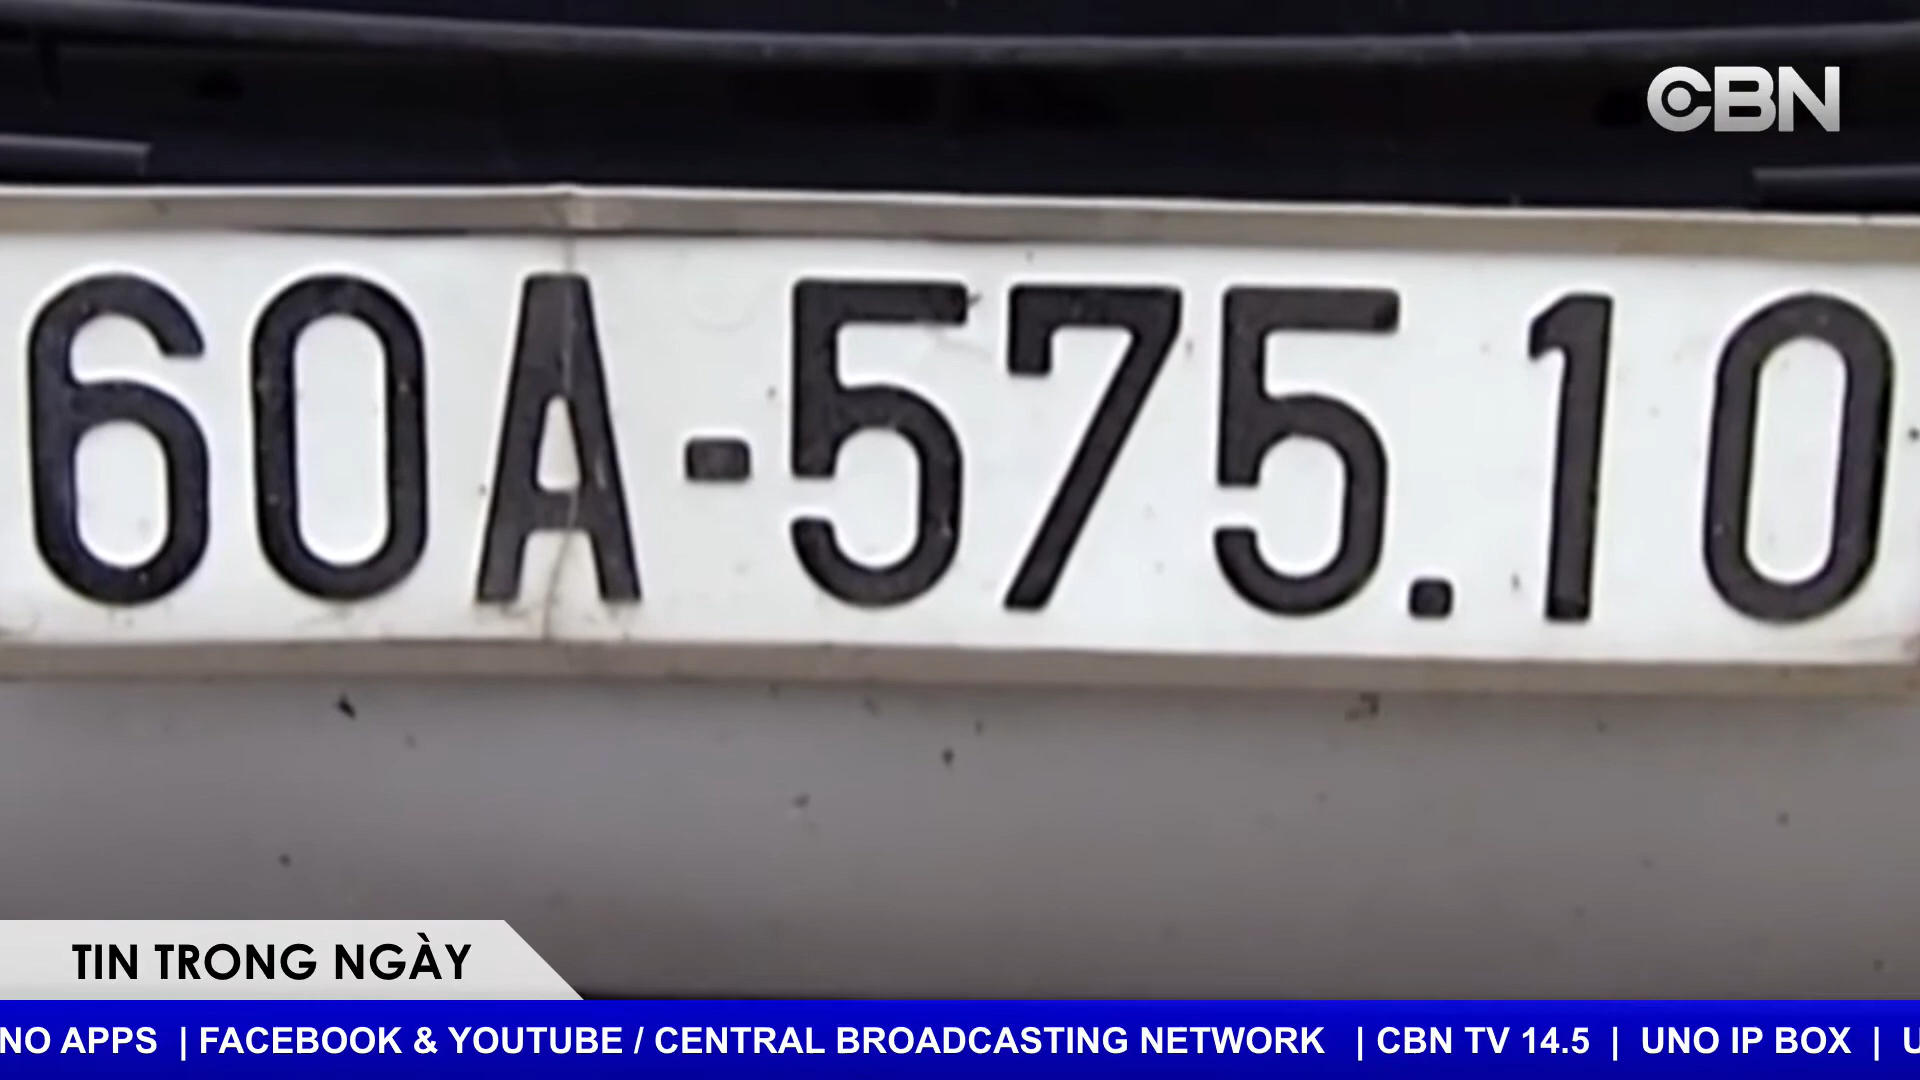 CBN
60A-575.10
TIN TRONG NGÀY
NO APPS | FACEBOOK & YOUTUBE / CENTRAL BROADCASTING NETWORK | CBN TV 14.5 | UNO IP BOX | U